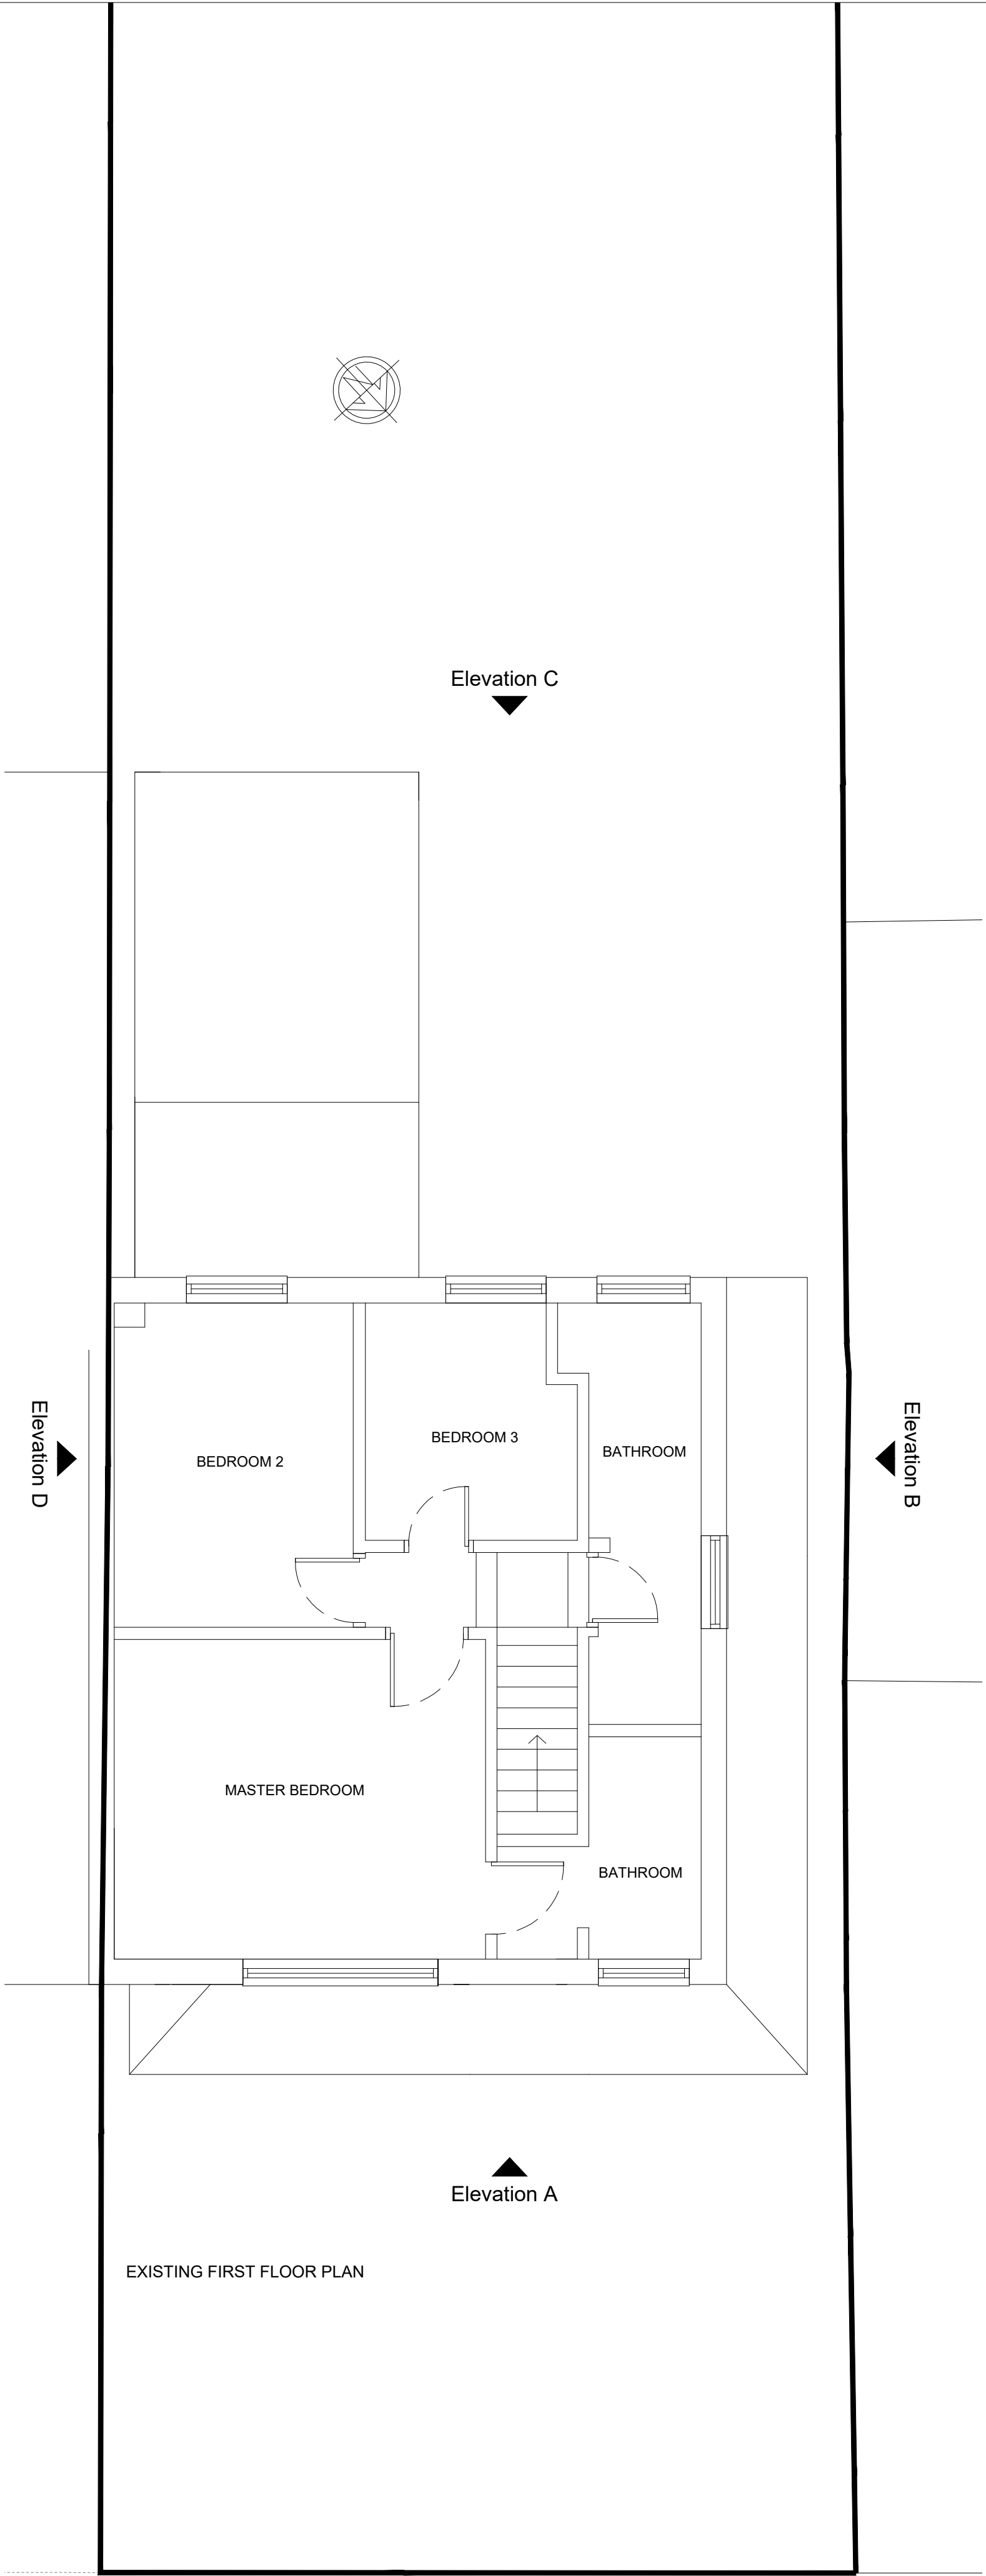 Elevation C
Elevation D
Elevation B
BEDROOM 3
BATHROOM
BEDROOM 2
MASTER BEDROOM
BATHROOM
Elevation A
EXISTING FIRST FLOOR PLAN